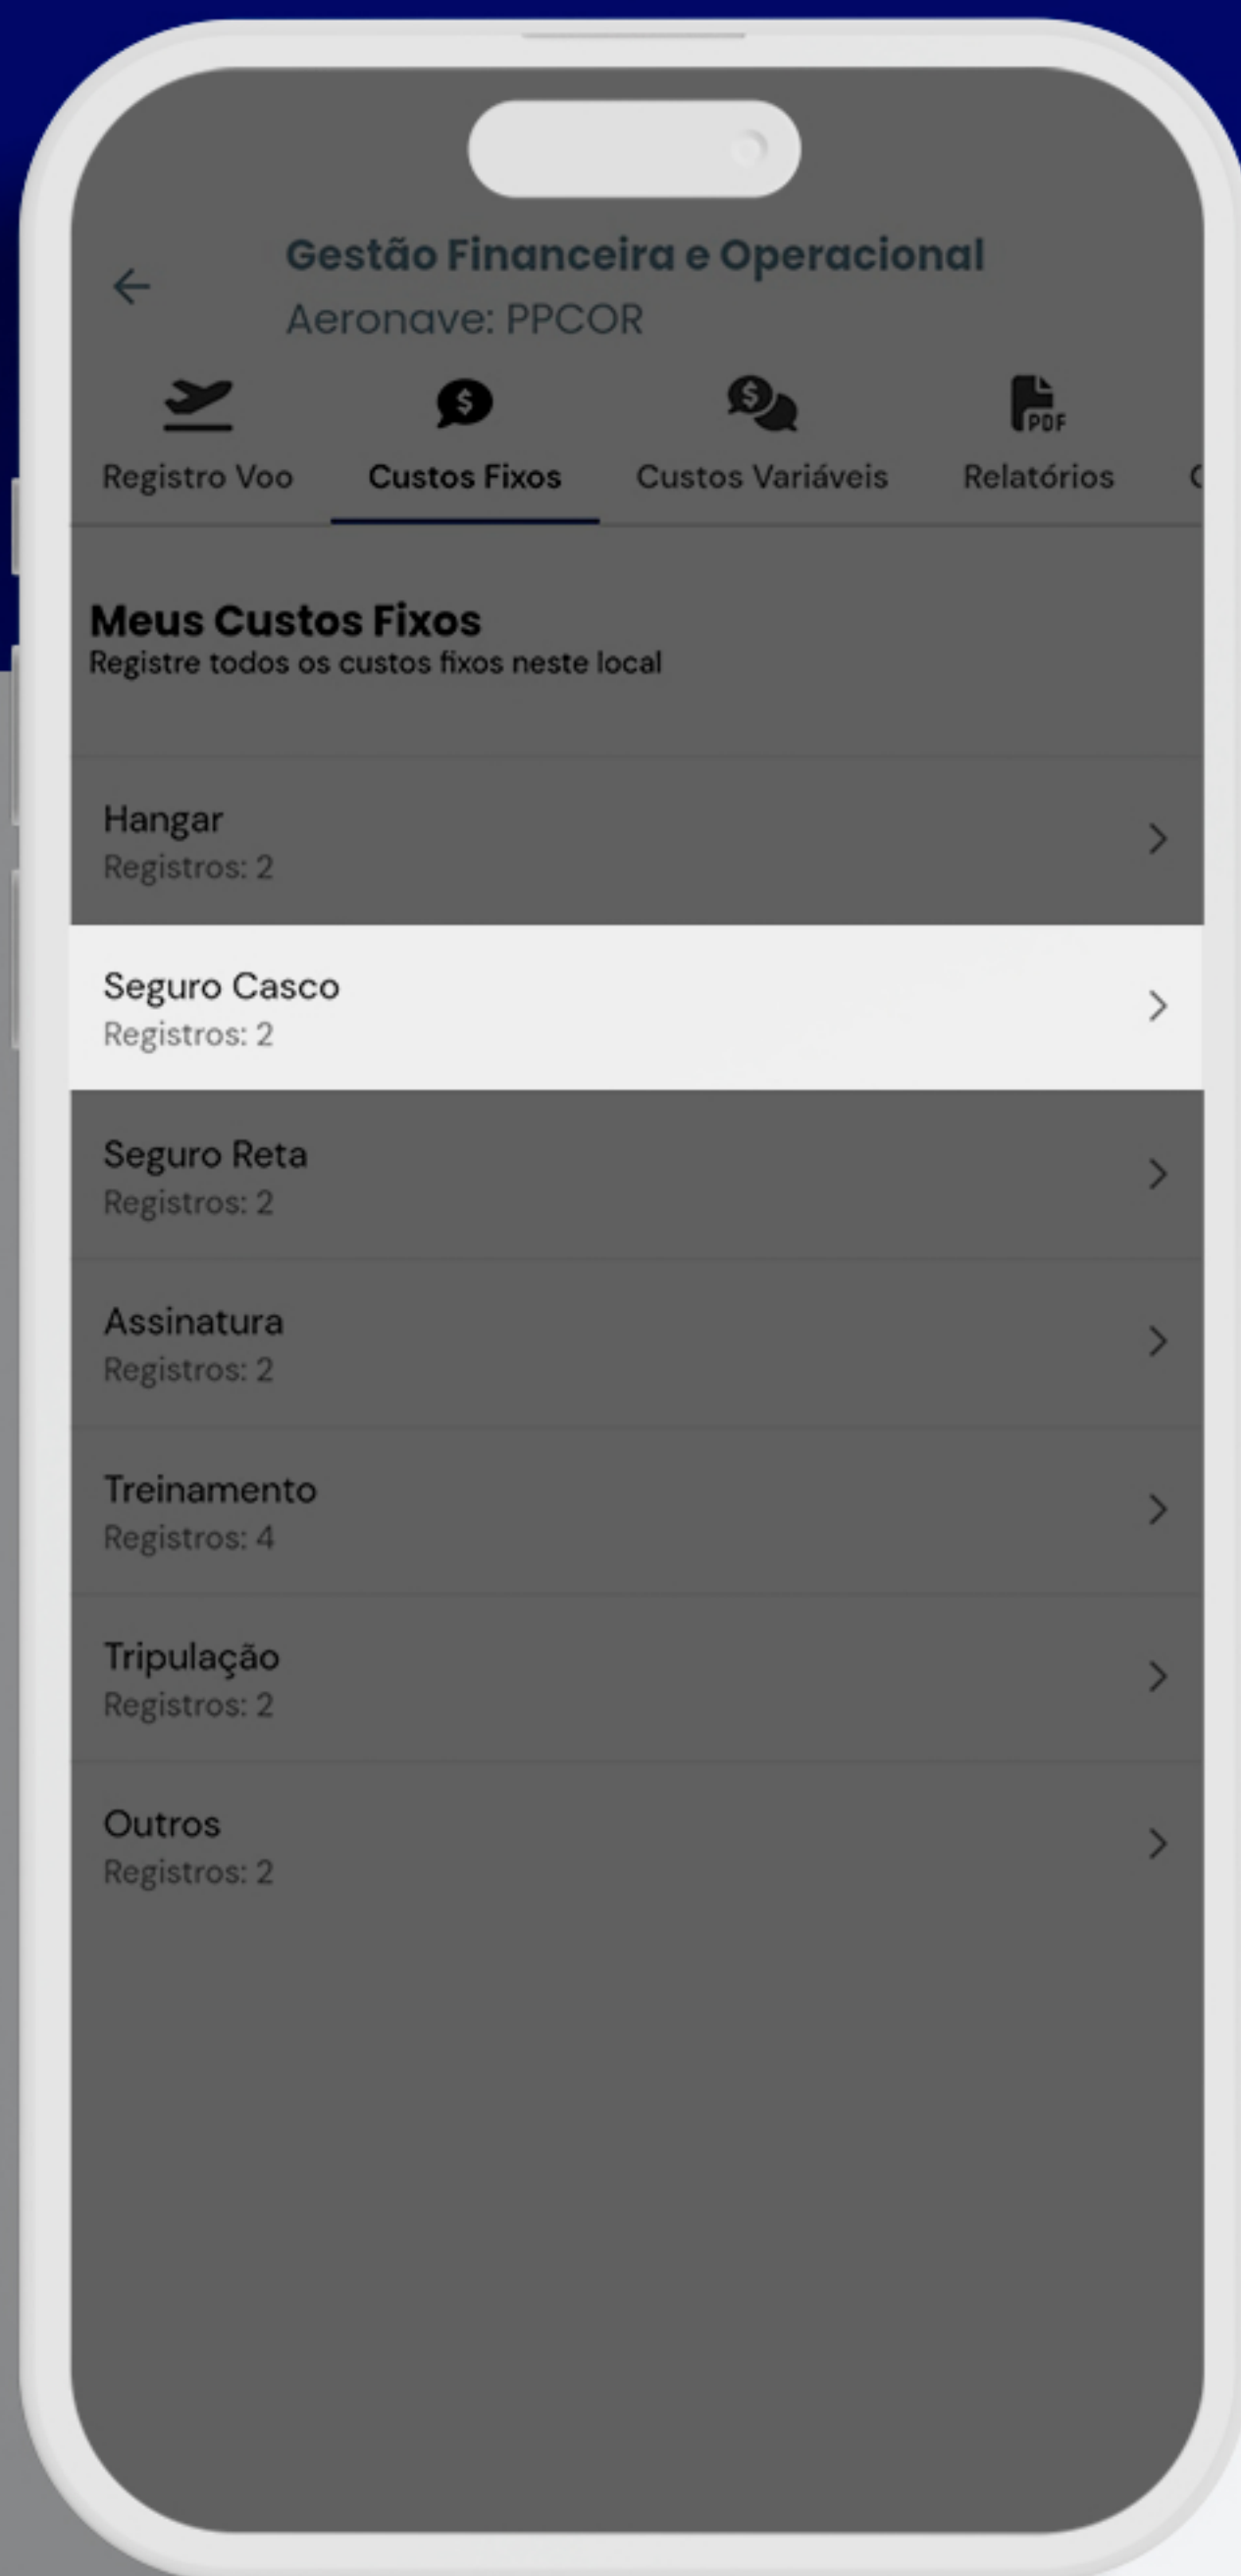 Gestão Financeira e Operacional
Aeronave: PPCOR
PDF
Registro Voo Custos Fixos Custos Variáveis Relatórios
Meus Custos Fixos
Registre todos os custos fixos neste local
Hangar
Registros: 2
Seguro Casco
Registros: 2
Seguro Reta
Registros: 2
Assinatura
Registros: 2
Treinamento
Registros: 4
Tripulação
Registros: 2
Outros
Registros: 2